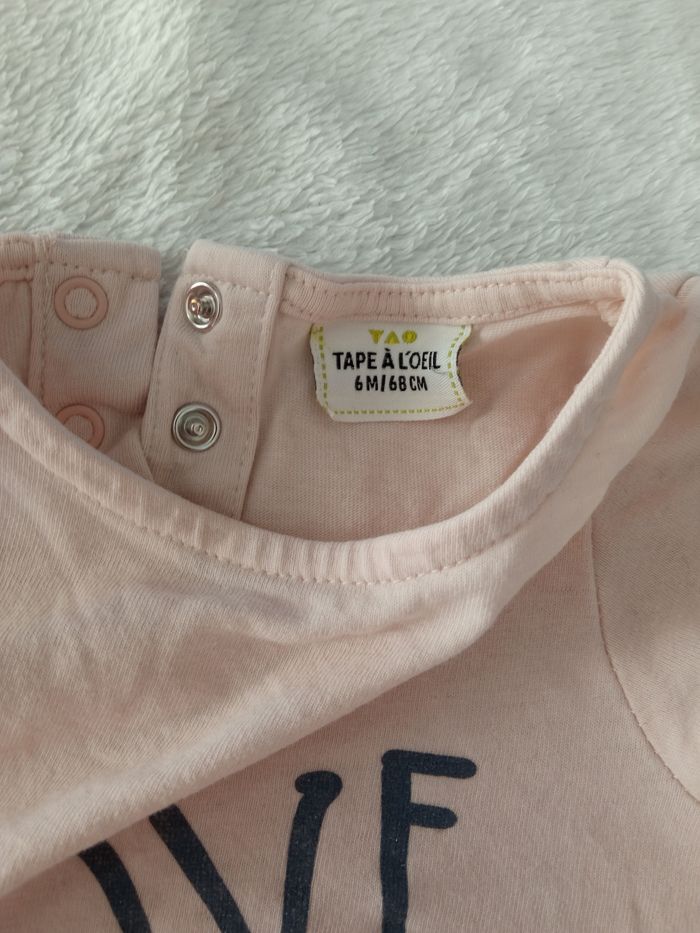 TAO
TAPE À L'OEIL
6M/68CM